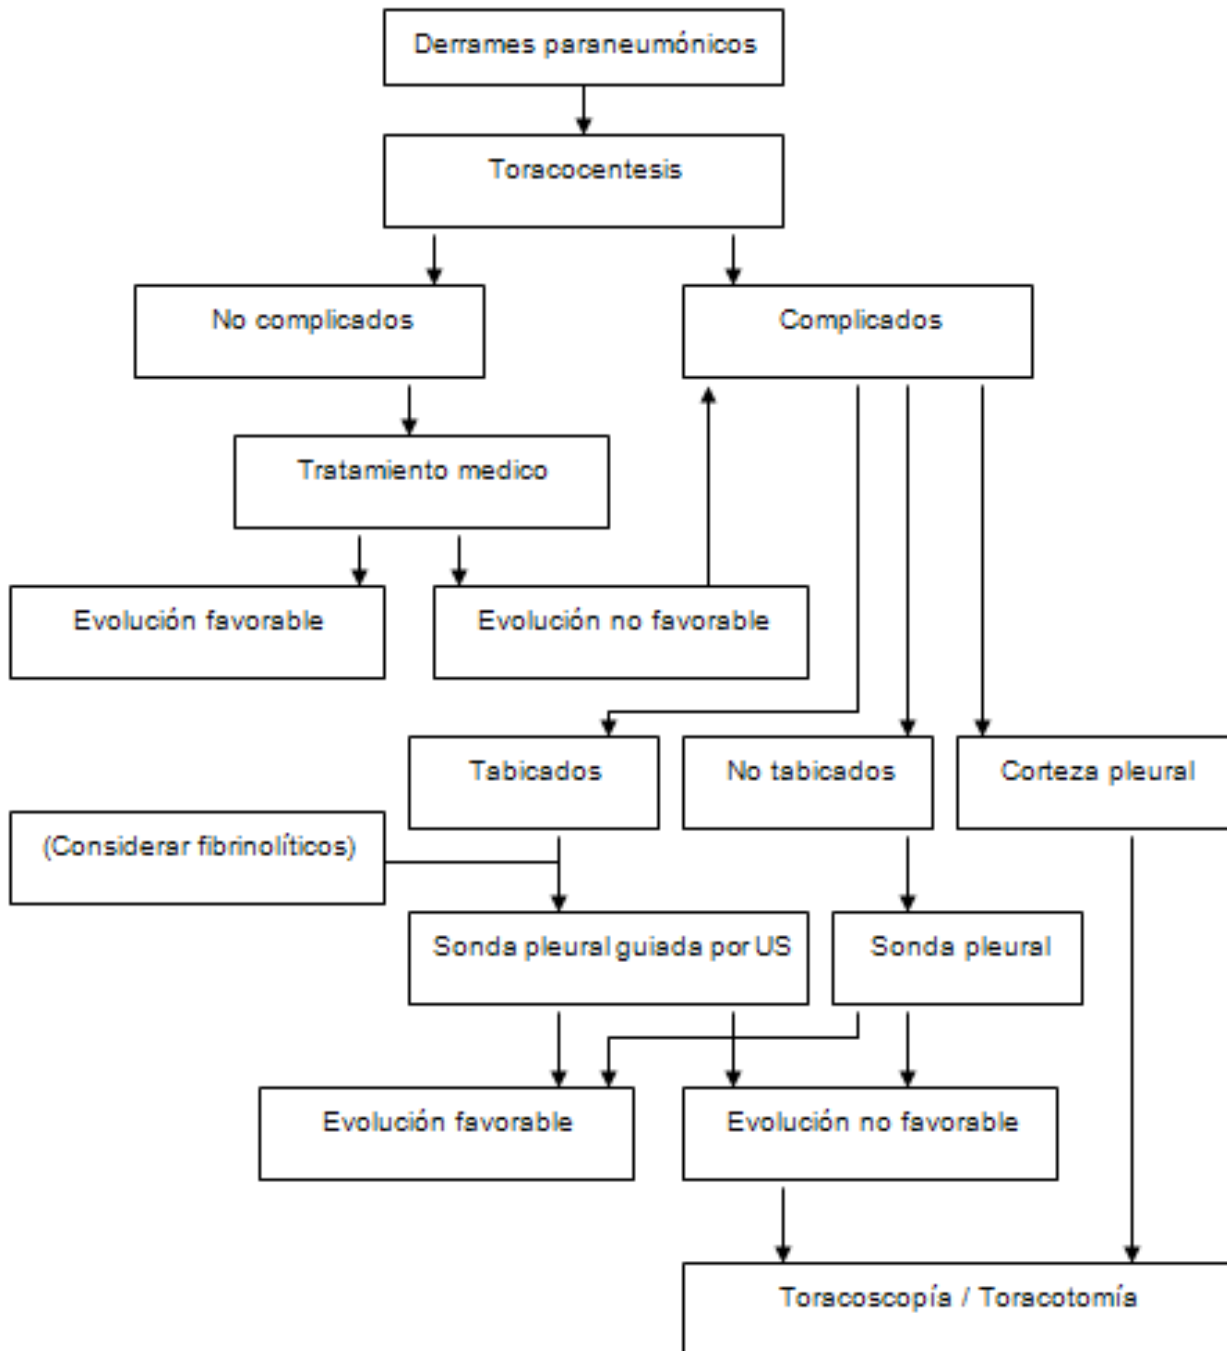 Derrames paraneumónicos
Toracocentesis
No complicados
Complicados
Tratamiento medico
Evolución favorable
Evolución no favorable
Tabicados
No tabicados
Corteza pleural
(Considerar fibrinolíticos)
Sonda pleural guiada por US
Sonda pleural
Evolución favorable
Evolución no favorable
Toracoscopía / Toracotomía